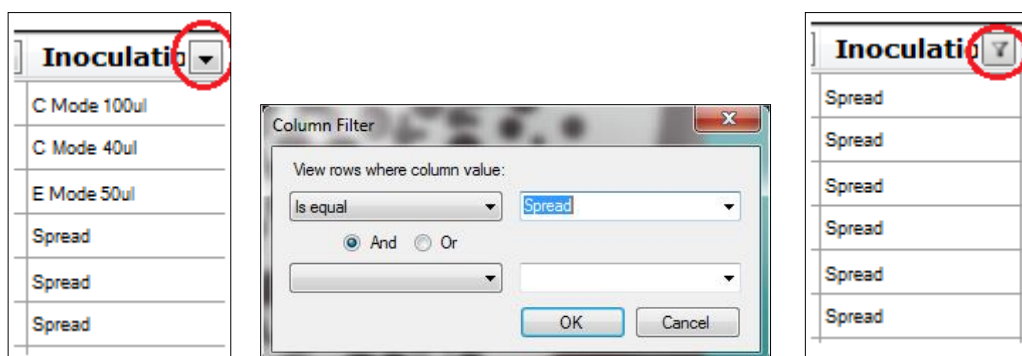 Inoculatio
C Mode 100ul
C Mode 40ul
E Mode 50ul
Spread
Spread
Spread
Column Filter
View rows where column value:
Is equal
Spread
And
Or
OK
Cancel
Inoculatio
Spread
Spread
Spread
Spread
Spread
Spread